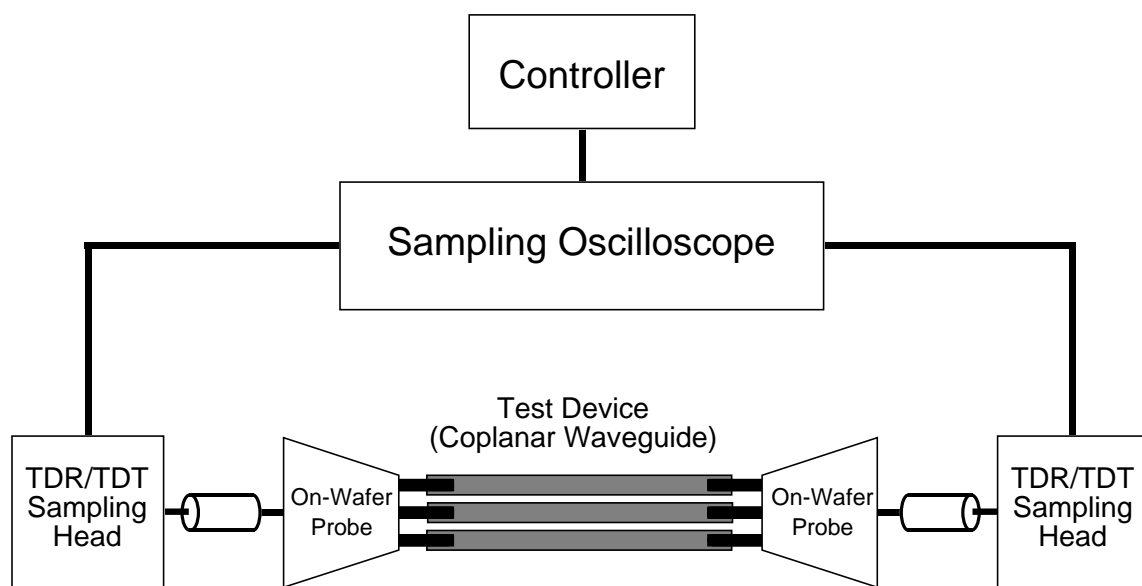 Controller
Sampling Oscilloscope
Test Device
(Coplanar Waveguide)
TDR/TDT
Sampling
Head
On-Wafer
Probe
On-Wafer
Probe
TDR/TDT
Sampling
Head